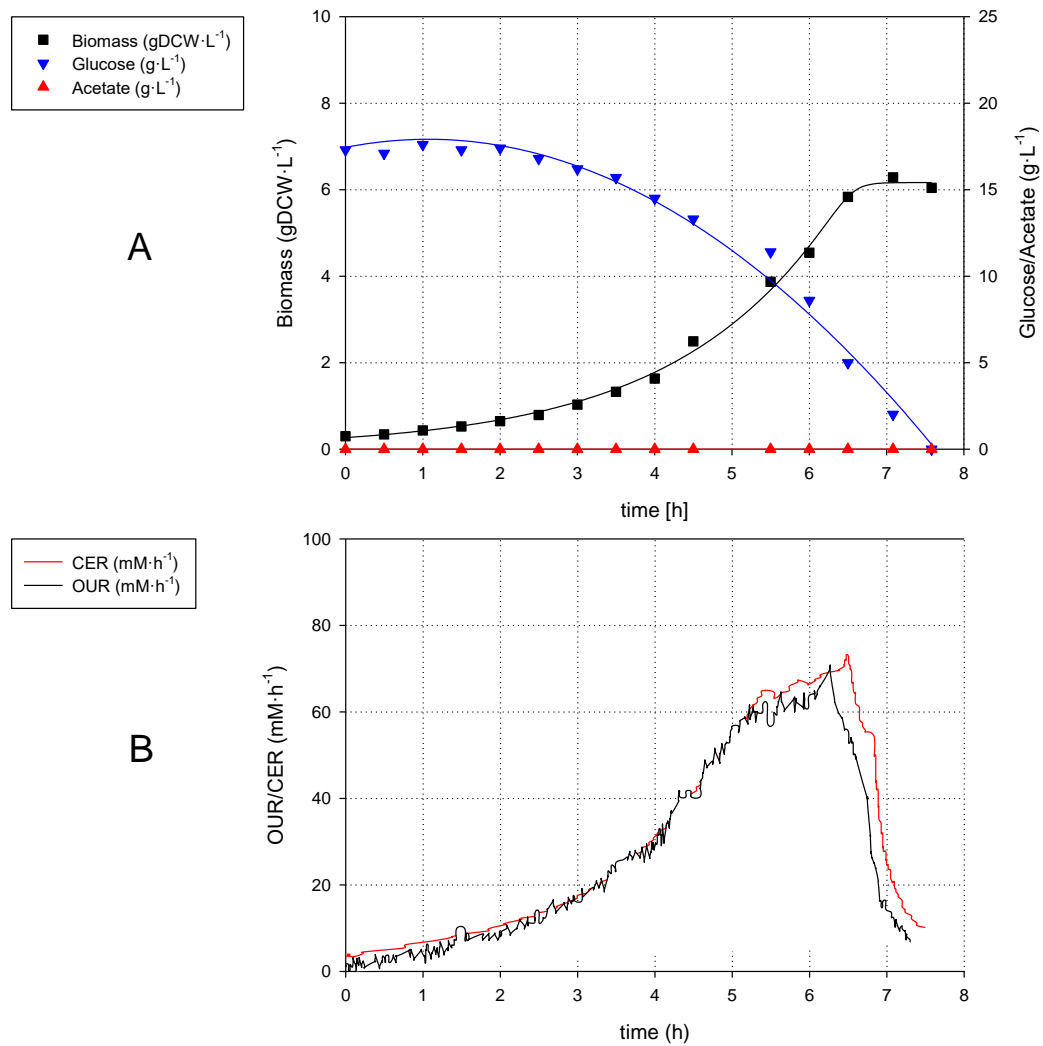 Biomass (gDCW·L⁻¹)
Glucose (g·L⁻¹)
Acetate (g·L⁻¹)
A
Biomass (gDCW·L⁻¹)
10
8
6
4
2
0
25
20
15
10
5
0
Glucose/Acetate (g·L⁻¹)
0 1 2 3 4 5 6 7 8
time [h]
CER (mM·h⁻¹)
OUR (mM·h⁻¹)
B
OUR/CER (mM·h⁻¹)
100
80
60
40
20
0
0 1 2 3 4 5 6 7 8
time (h)